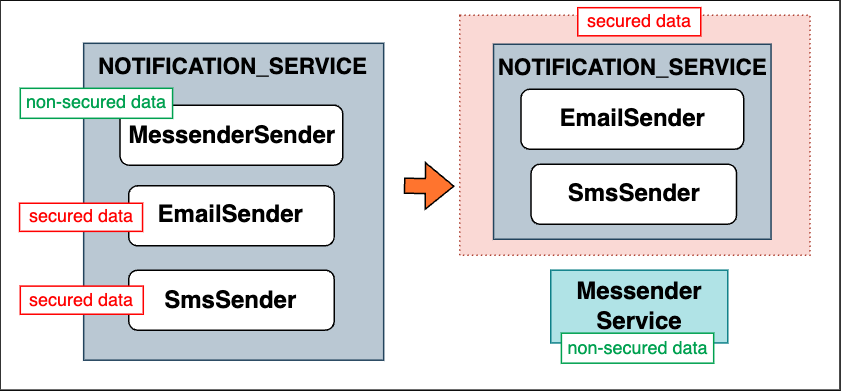 NOTIFICATION_SERVICE
non-secured data
MessenderSender
secured data
EmailSender
secured data
SmsSender
secured data
NOTIFICATION_SERVICE
EmailSender
SmsSender
Messender
Service
non-secured data